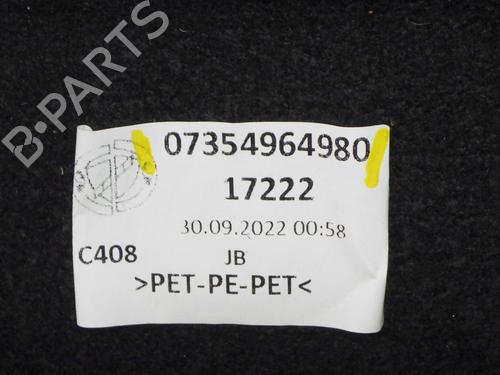 B-PARTS
07354964980
17222
30.09.2022 00:58
C408 JB
>PET-PE-PET<